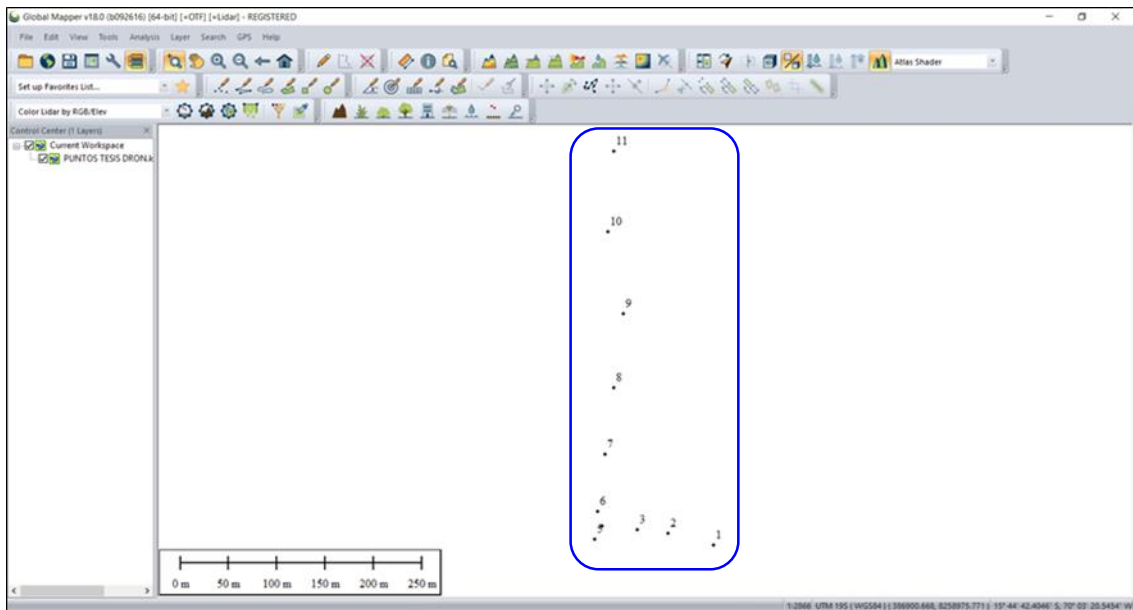 Global Mapper v18.0 (b092616) [64-bit] [+OTF] [+Lidar] - REGISTERED
File Edit View Tools Analysis Layer Search GPS Help
Atlas Shader
Set up Favorites List...
Color Lidar by RGB/Elev
Control Center (1 Layers)
Current Workspace
PUNTOS TESIS DRON.k
11
10
9
8
7
6
5
3
2
1
0 m 50 m 100 m 150 m 200 m 250 m
1:2866 UTM 19S ( WGS84 ) ( 386900.668, 8258975.771 ) 15° 44' 42.4046" S, 70° 03' 20.5454" W